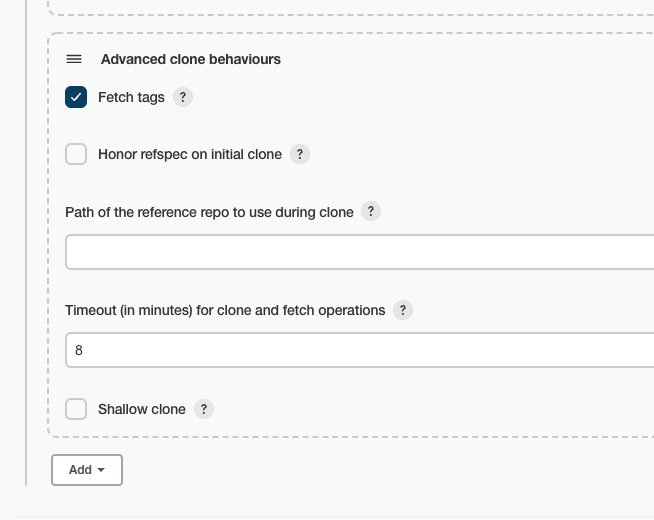 Advanced clone behaviours
Fetch tags ?
Honor refspec on initial clone ?
Path of the reference repo to use during clone ?
Timeout (in minutes) for clone and fetch operations ?
8
Shallow clone ?
Add